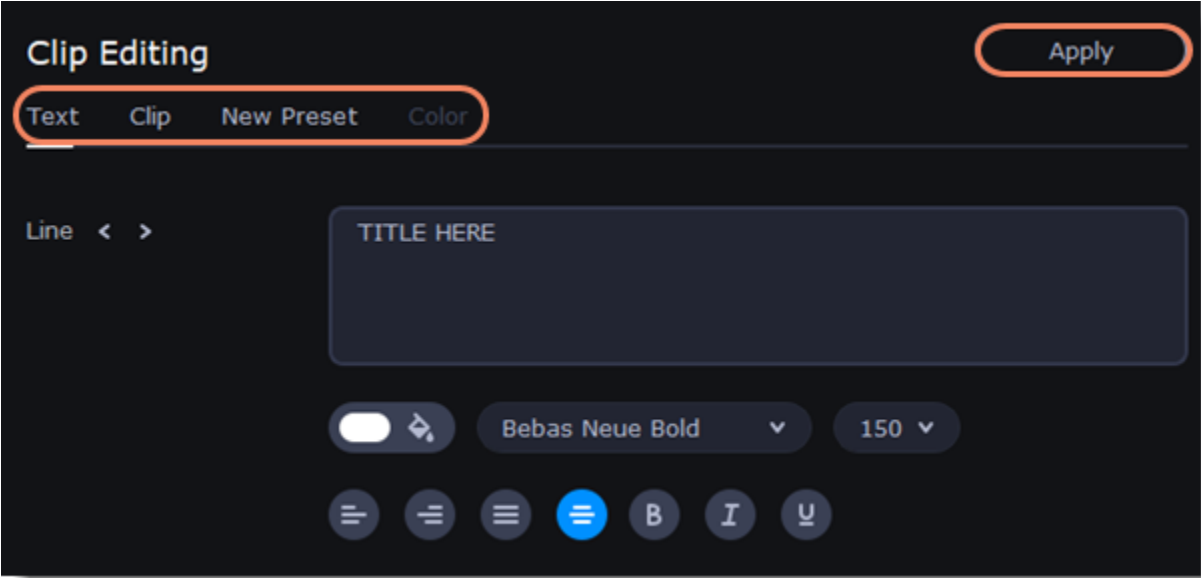 Clip Editing
Apply
Text Clip New Preset Color
Line < >
TITLE HERE
Bebas Neue Bold 150
B I U